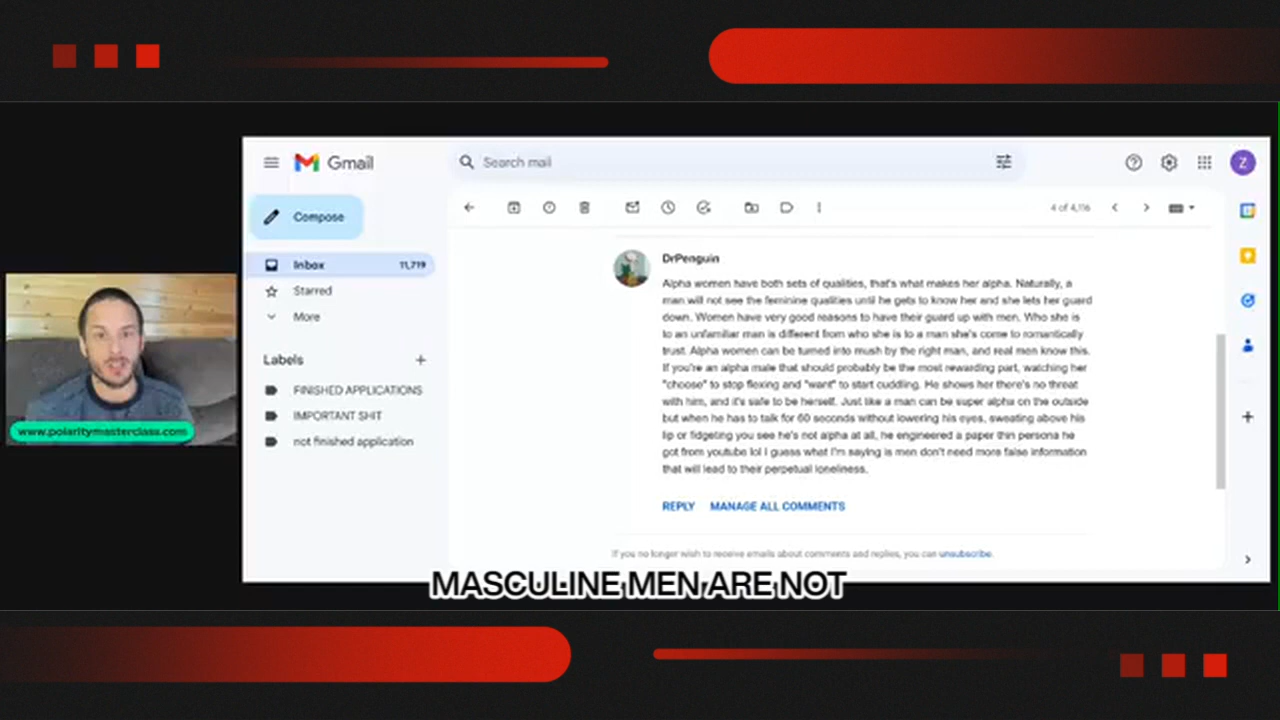 Gmail
Search mail
Z
Compose
4 of 4,116
Inbox 11,719
Starred
More
Labels
FINISHED APPLICATIONS
IMPORTANT SHIT
not finished application
DrPenguin
Alpha women have both sets of qualities, that's what makes her alpha. Naturally, a
man will not see the feminine qualities until he gets to know her and she lets her guard
down. Women have very good reasons to have their guard up with men. Who she is
to an unfamiliar man is different from who she is to a man she's come to romantically
trust. Alpha women can be turned into mush by the right man, and real men know this.
If you're an alpha male that should probably be the most rewarding part, watching her
"choose" to stop flexing and "want" to start cuddling. He shows her there's no threat
with him, and it's safe to be herself. Just like a man can be super alpha on the outside
but when he has to talk for 60 seconds without lowering his eyes, sweating above his
lip or fidgeting you see he's not alpha at all, he engineered a paper thin persona he
got from youtube lol I guess what I'm saying is men don't need more false information
that will lead to their perpetual loneliness.
REPLY MANAGE ALL COMMENTS
If you no longer wish to receive emails about comments and replies, you can unsubscribe.
www.polaritymasterclass.com
MASCULINE MEN ARE NOT